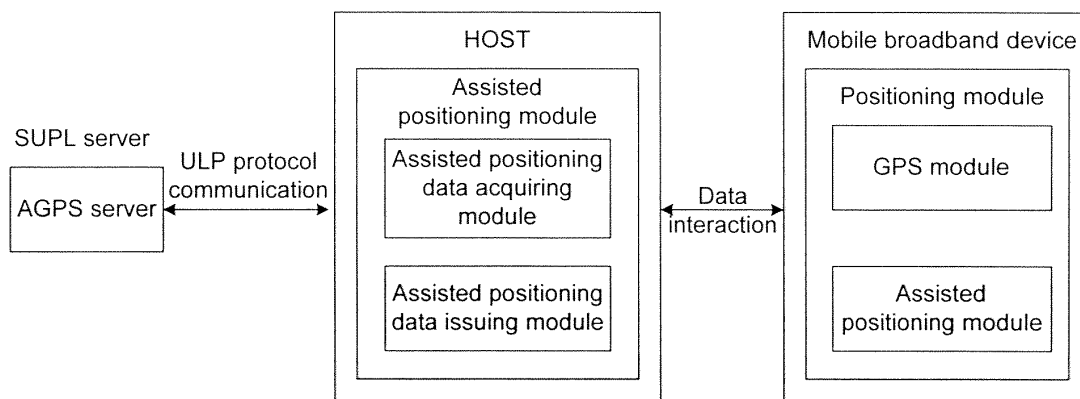 SUPL server
AGPS server
ULP protocol
communication
HOST
Assisted
positioning module
Assisted positioning
data acquiring
module
Assisted positioning
data issuing module
Data
interaction
Mobile broadband device
Positioning module
GPS module
Assisted
positioning module